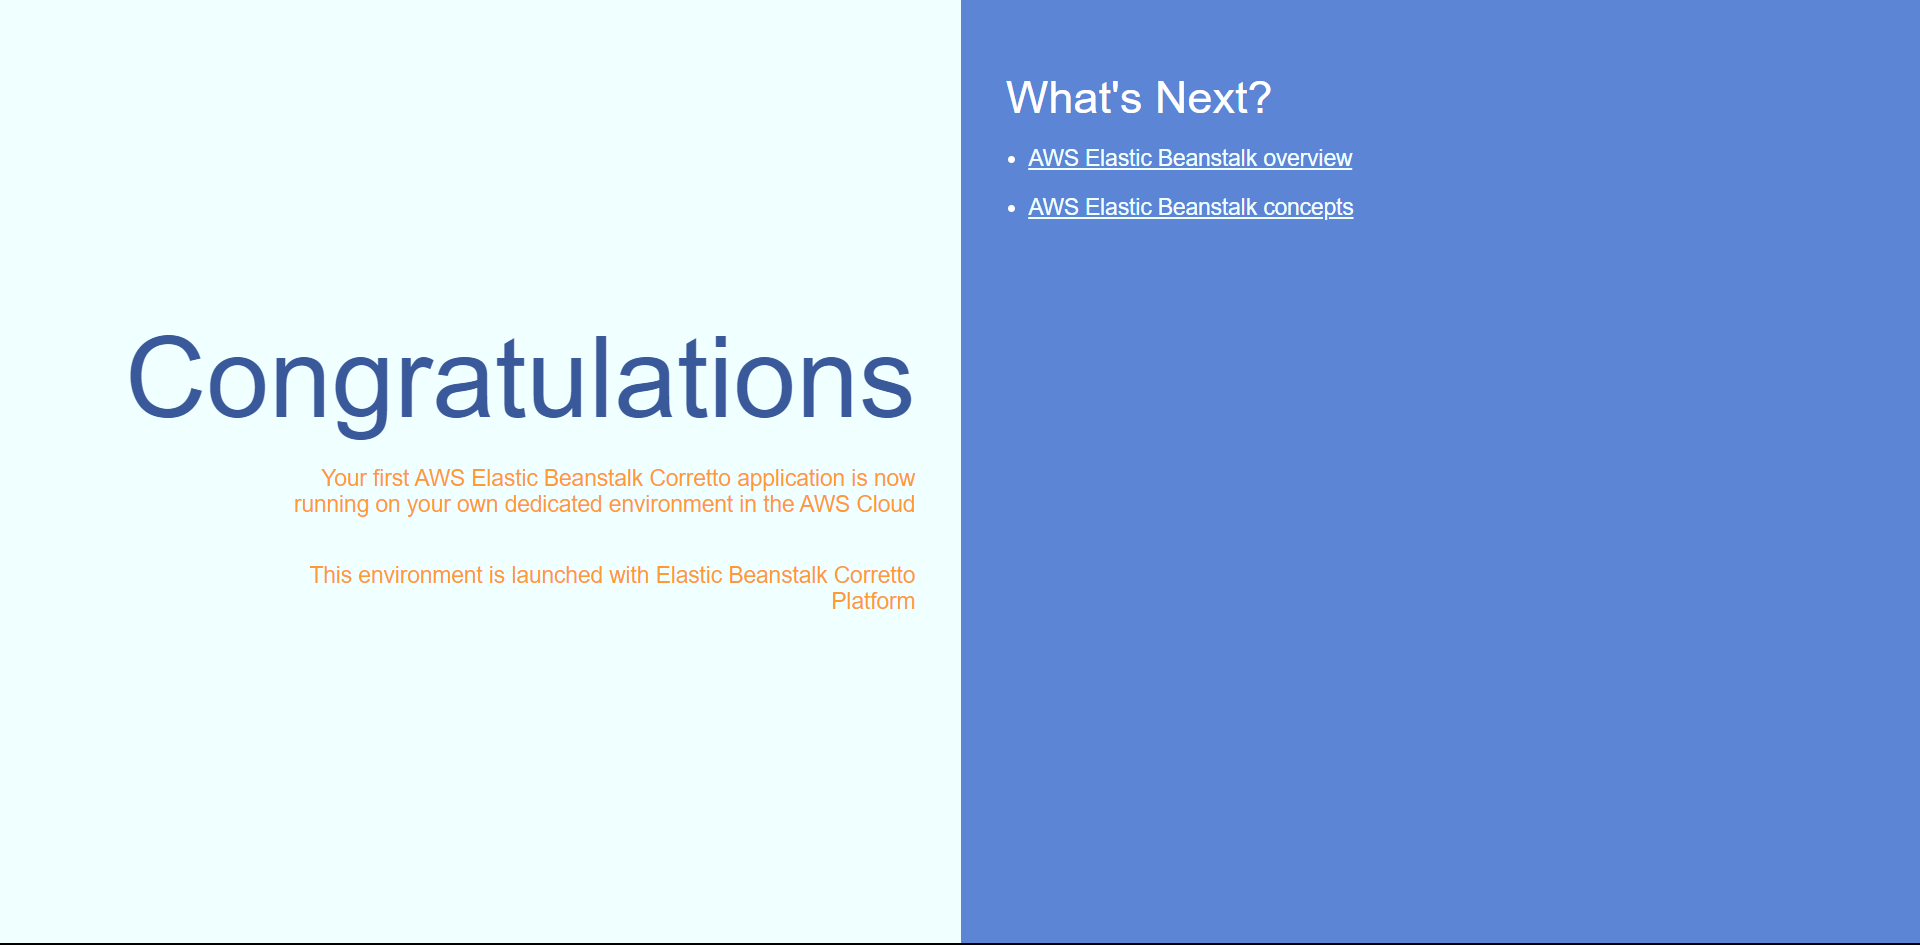 Congratulations
Your first AWS Elastic Beanstalk Corretto application is now
running on your own dedicated environment in the AWS Cloud
This environment is launched with Elastic Beanstalk Corretto
Platform
What's Next?
AWS Elastic Beanstalk overview
AWS Elastic Beanstalk concepts